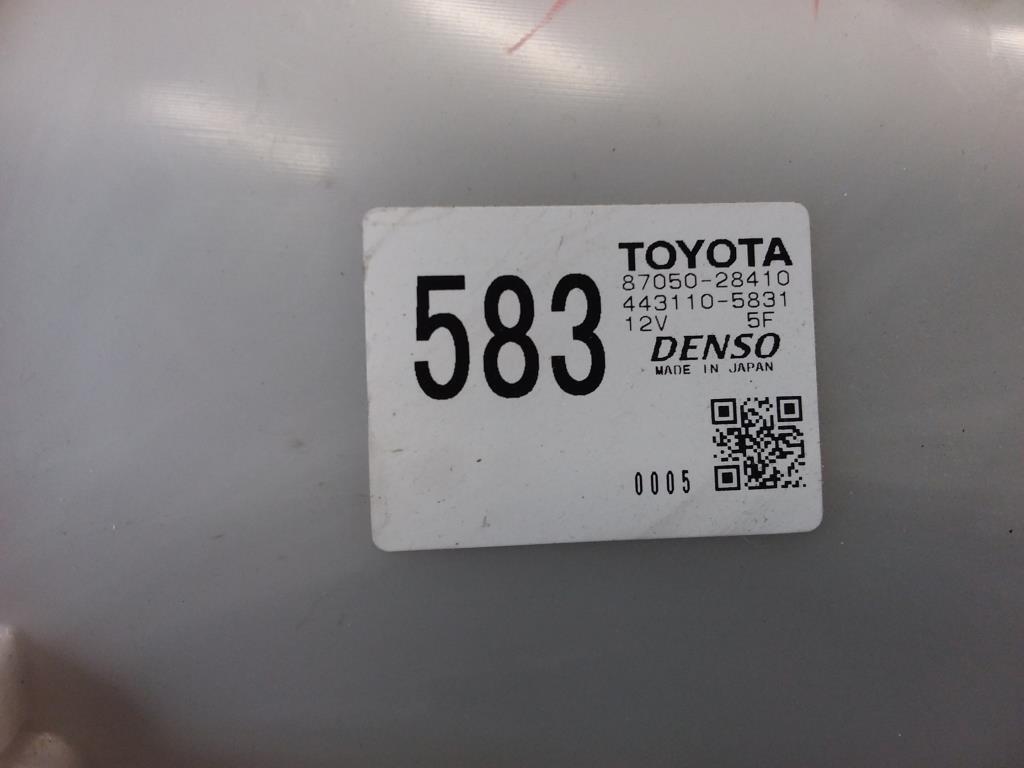 583
TOYOTA
87050-28410
443110-5831
12V 5F
DENSO
MADE IN JAPAN
0005